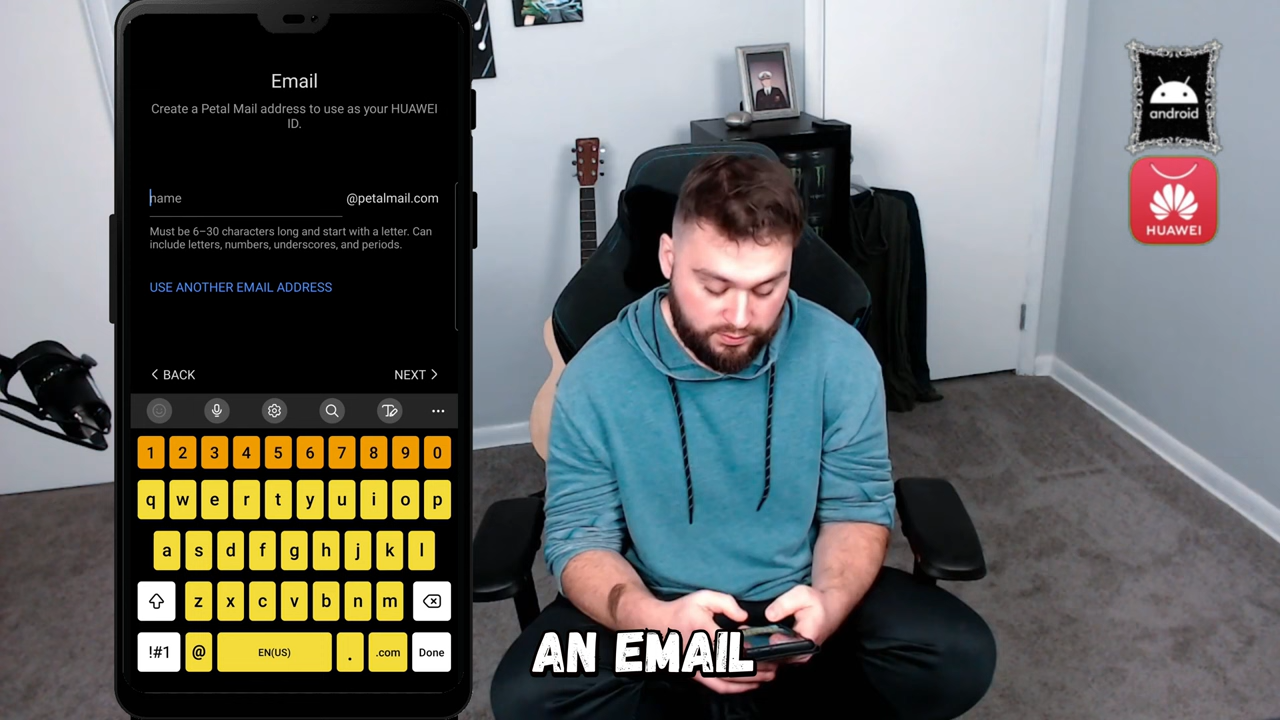 Email
Create a Petal Mail address to use as your HUAWEI
ID.
name
@petalmail.com
Must be 6–30 characters long and start with a letter. Can
include letters, numbers, underscores, and periods.
USE ANOTHER EMAIL ADDRESS
BACK
NEXT
1 2 3 4 5 6 7 8 9 0
q w e r t y u i o p
a s d f g h j k l
z x c v b n m
!#1 @ EN(US) . .com Done
AN EMAIL
android
HUAWEI